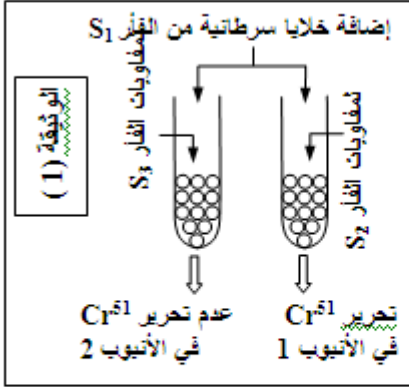 إضافة خلايا سرطانية من الفأر S₁
لمفاويات الفأر S₂
لمفاويات الفأر S₃
الوثيقة (1)
تحرير Cr⁵¹
في الأنبوب 1
عدم تحرير Cr⁵¹
في الأنبوب 2